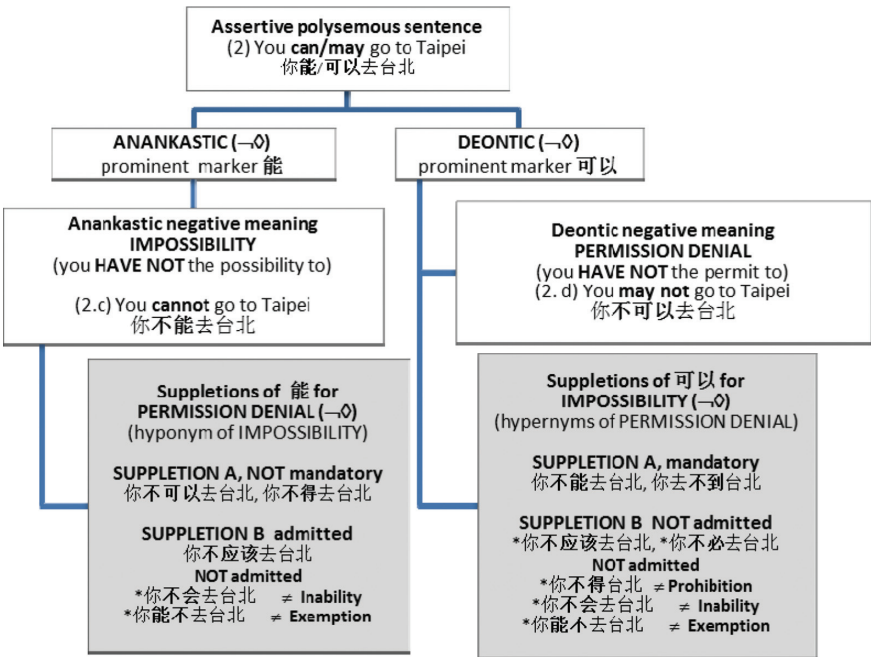 Assertive polysemous sentence
(2) You can/may go to Taipei
你能/可以去台北
ANANKASTIC (¬◊)
prominent marker 能
DEONTIC (¬◊)
prominent marker 可以
Anankastic negative meaning
IMPOSSIBILITY
(you HAVE NOT the possibility to)
(2.c) You cannot go to Taipei
你不能去台北
Deontic negative meaning
PERMISSION DENIAL
(you HAVE NOT the permit to)
(2. d) You may not go to Taipei
你不可以去台北
Suppletions of 能 for
PERMISSION DENIAL (¬◊)
(hyponym of IMPOSSIBILITY)
SUPPLETION A, NOT mandatory
你不可以去台北, 你不得去台北
SUPPLETION B admitted
你不应该去台北
NOT admitted
*你不会去台北 ≠ Inability
*你能不去台北 ≠ Exemption
Suppletions of 可以 for
IMPOSSIBILITY (¬◊)
(hypernyms of PERMISSION DENIAL)
SUPPLETION A, mandatory
你不能去台北, 你去不到台北
SUPPLETION B NOT admitted
*你不应该去台北, *你不必去台北
NOT admitted
*你不得台北 ≠ Prohibition
*你不会去台北 ≠ Inability
*你能不去台北 ≠ Exemption